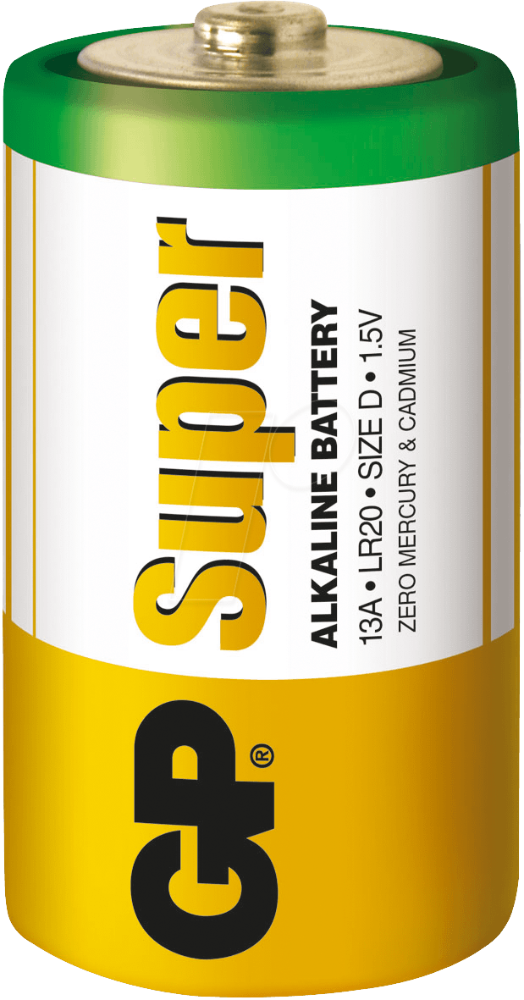 GP®
Super
ALKALINE BATTERY
13A • LR20 • SIZE D • 1.5V
ZERO MERCURY & CADMIUM